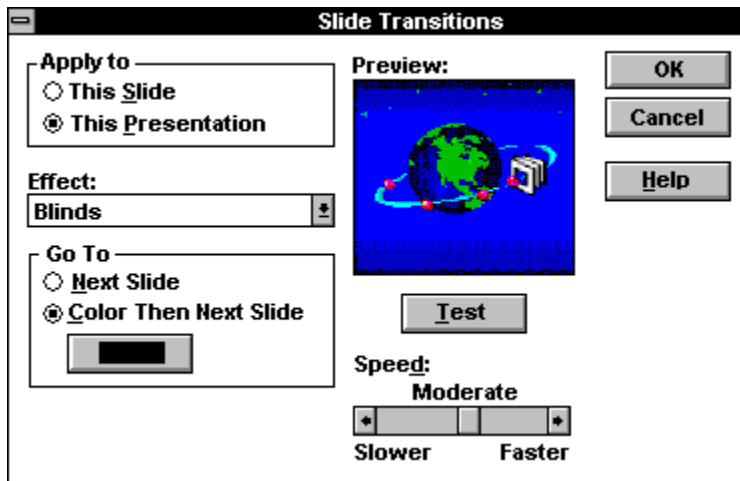 Slide Transitions
Apply to
This Slide
This Presentation
Effect:
Blinds
Go To
Next Slide
Color Then Next Slide
Preview:
Test
Speed:
Moderate
Slower Faster
OK
Cancel
Help